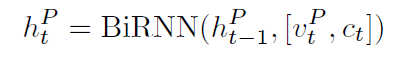 h_t^P = BiRNN(h_{t-1}^P, [v_t^P, c_t])